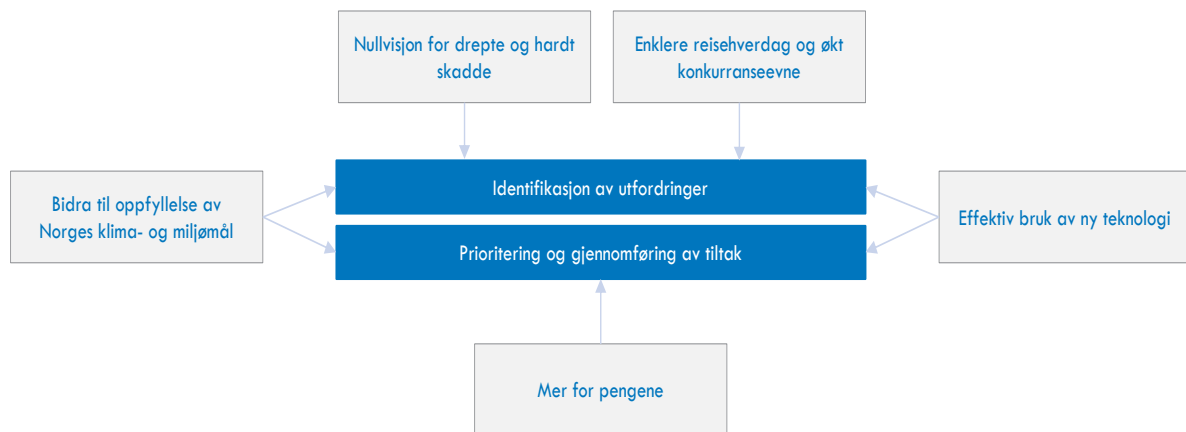 Nullvisjon for drepte og hardt
skadde
Enklere reisehverdag og økt
konkurranseevne
Identifikasjon av utfordringer
Bidra til oppfyllelse av
Norges klima- og miljømål
Effektiv bruk av ny teknologi
Prioritering og gjennomføring av tiltak
Mer for pengene